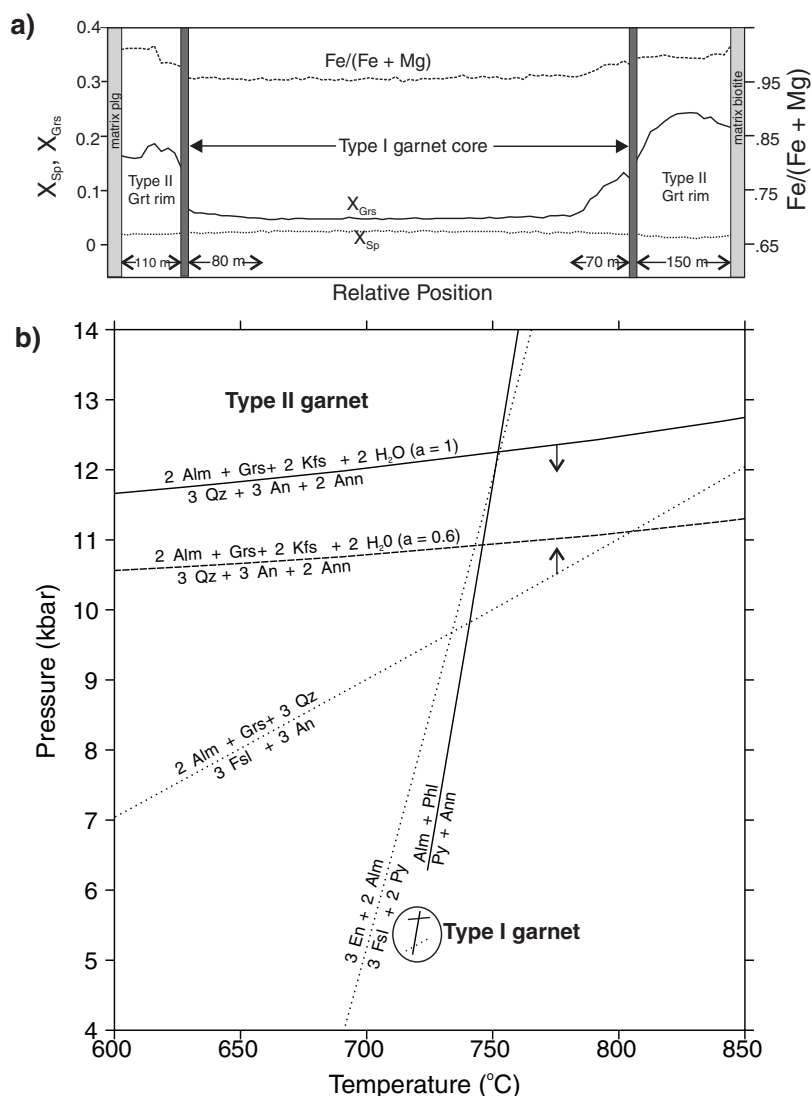 a)
0.4
0.3
0.2
0.1
0
X_Sp, X_Grs
matrix plg
Fe/(Fe + Mg)
Type I garnet core
Type II
Grt rim
X_Grs
X_Sp
Type II
Grt rim
matrix biotite
.95
.85
.75
.65
Fe/(Fe + Mg)
110 m
80 m
70 m
150 m
Relative Position
b)
14
13
12
11
10
9
8
7
6
5
4
Pressure (kbar)
Type II garnet
2 Alm + Grs+ 2 Kfs + 2 H₂O (a = 1)
3 Qz + 3 An + 2 Ann
2 Alm + Grs+ 2 Kfs + 2 H₂0 (a = 0.6)
3 Qz + 3 An + 2 Ann
2 Alm + Grs+ 3 Qz
3 Fsl + 3 An
3 En + 2 Alm
3 Fsl + 2 Py
Alm + Phl
Py + Ann
Type I garnet
600
650
700
750
800
850
Temperature (°C)